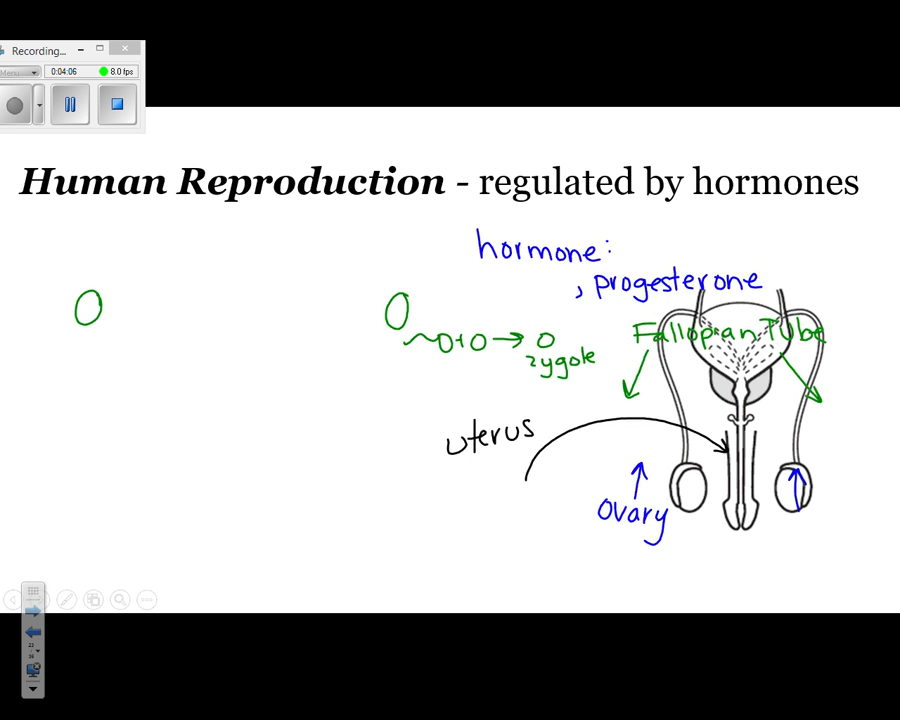 Recording...
Menu
0:04:06
8.0 fps
Human Reproduction - regulated by hormones
hormone:
, progesterone
Fallopian Tube
O+O→O
zygote
uterus
Ovary